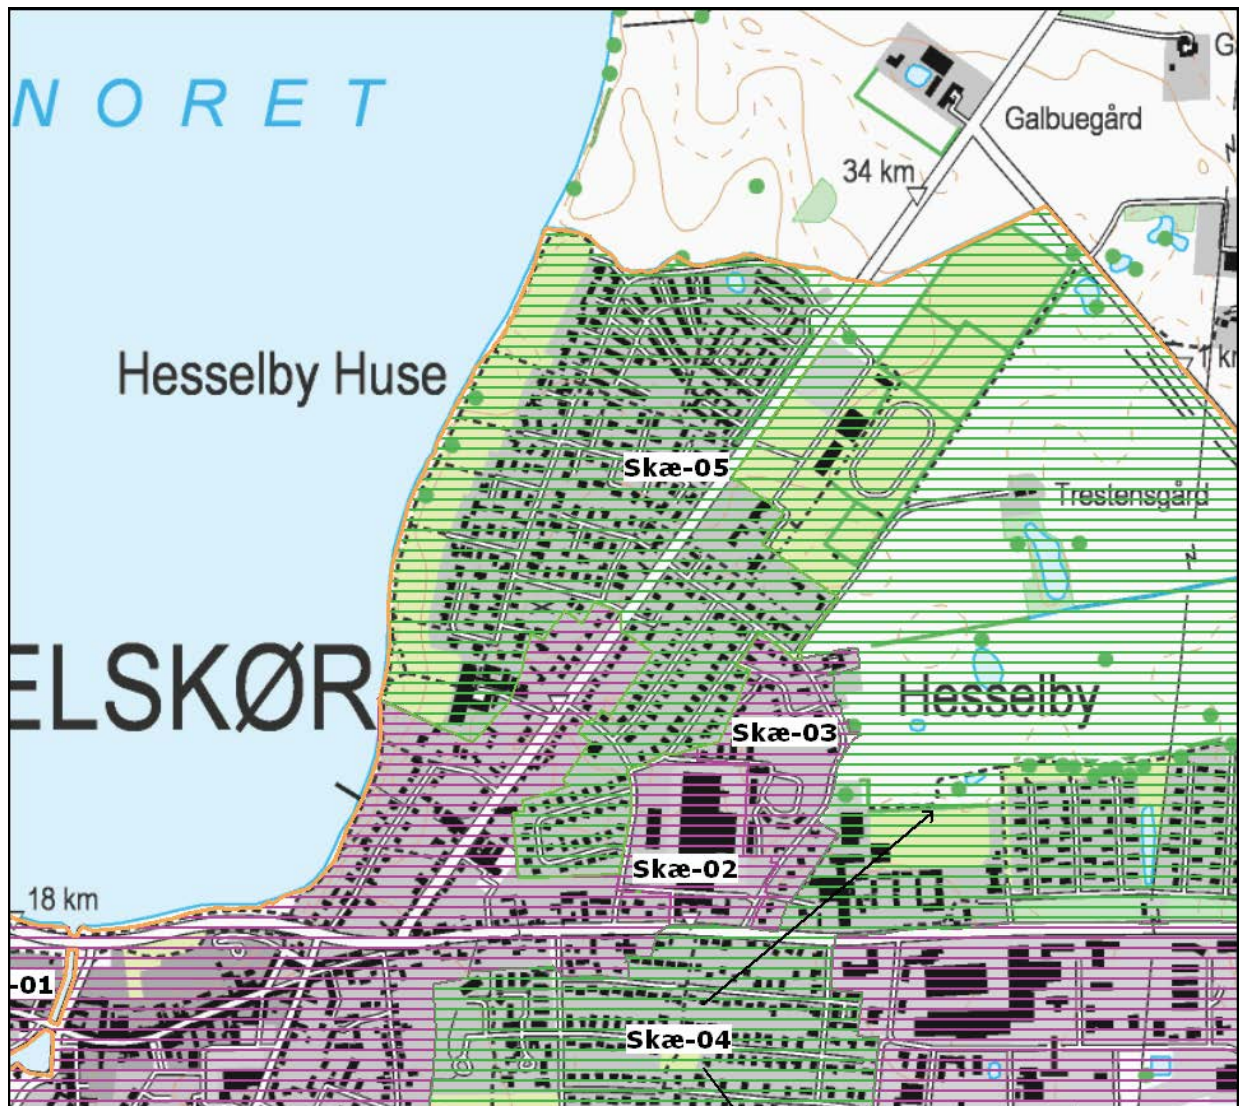 NORET
Galbuegård
34 km
Hesselby Huse
Skæ-05
Trestensgård
ELSKØR
Hesselby
Skæ-03
Skæ-02
18 km
-01
Skæ-04